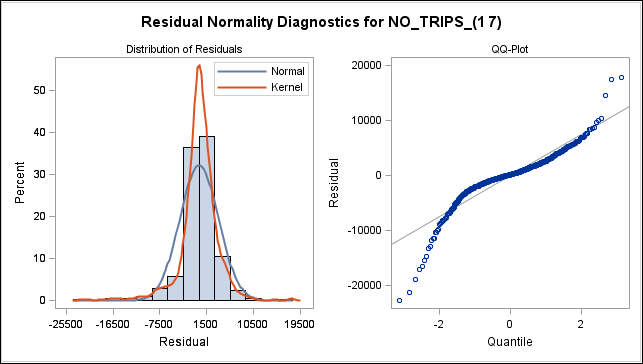 Residual Normality Diagnostics for NO_TRIPS_(1 7)
Distribution of Residuals
Normal
Kernel
Percent
50
40
30
20
10
0
-25500 -16500 -7500 1500 10500 19500
Residual
QQ-Plot
Residual
20000
10000
0
-10000
-20000
-2 0 2
Quantile